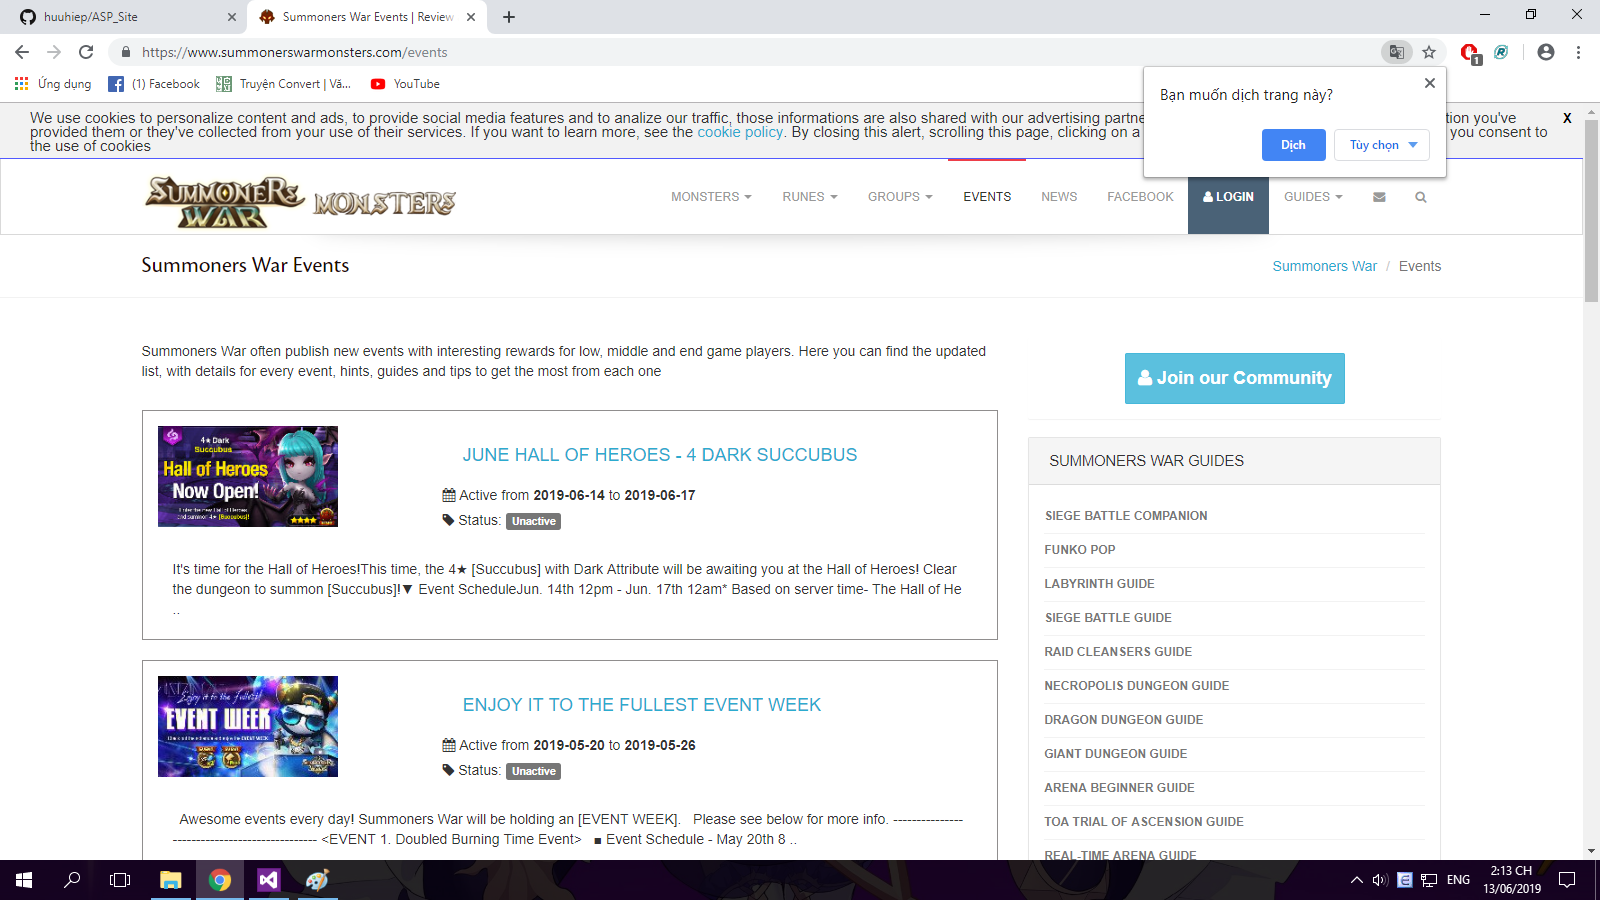 huuhiep/ASP_Site
Summoners War Events | Review
https://www.summonerswarmonsters.com/events
Ứng dụng
(1) Facebook
Truyện Convert | Vă...
YouTube
1
Bạn muốn dịch trang này?
Dịch
Tùy chọn
We use cookies to personalize content and ads, to provide social media features and to analize our traffic, those informations are also shared with our advertising partne tion you've X
provided them or they've collected from your use of their services. If you want to learn more, see the cookie policy. By closing this alert, scrolling this page, clicking on a you consent to
the use of cookies
SUMMONERS WAR MONSTERS
MONSTERS RUNES GROUPS EVENTS NEWS FACEBOOK LOGIN GUIDES
Summoners War Events
Summoners War / Events
Summoners War often publish new events with interesting rewards for low, middle and end game players. Here you can find the updated
list, with details for every event, hints, guides and tips to get the most from each one
Join our Community
4★ Dark
Succubus
Hall of Heroes
Now Open!
Enter the new Hall of Heroes
and summon 4★ [Succubus]!
JUNE HALL OF HEROES - 4 DARK SUCCUBUS
Active from 2019-06-14 to 2019-06-17
Status: Unactive
It's time for the Hall of Heroes!This time, the 4★ [Succubus] with Dark Attribute will be awaiting you at the Hall of Heroes! Clear
the dungeon to summon [Succubus]!▼ Event ScheduleJun. 14th 12pm - Jun. 17th 12am* Based on server time- The Hall of He
..
Enjoy it to the fullest!
EVENT WEEK
SUMMONERS WAR
ENJOY IT TO THE FULLEST EVENT WEEK
Active from 2019-05-20 to 2019-05-26
Status: Unactive
Awesome events every day! Summoners War will be holding an [EVENT WEEK]. Please see below for more info. ---------------
------------------------------- <EVENT 1. Doubled Burning Time Event> ■ Event Schedule - May 20th 8 ..
SUMMONERS WAR GUIDES
SIEGE BATTLE COMPANION
FUNKO POP
LABYRINTH GUIDE
SIEGE BATTLE GUIDE
RAID CLEANSERS GUIDE
NECROPOLIS DUNGEON GUIDE
DRAGON DUNGEON GUIDE
GIANT DUNGEON GUIDE
ARENA BEGINNER GUIDE
TOA TRIAL OF ASCENSION GUIDE
REAL-TIME ARENA GUIDE
ENG
2:13 CH
13/06/2019